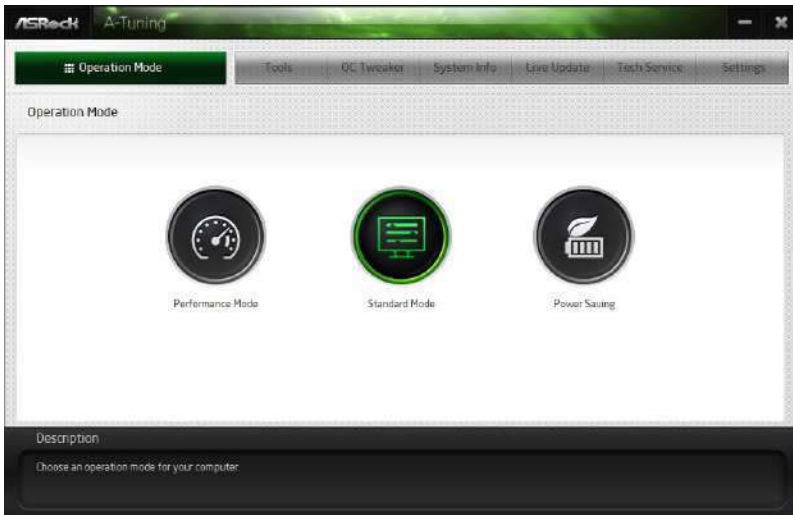 ASRock A-Tuning
Operation Mode Tools OC Tweaker System Info Live Update Tech Service Settings
Operation Mode
Performance Mode Standard Mode Power Saving
Description
Choose an operation mode for your computer.